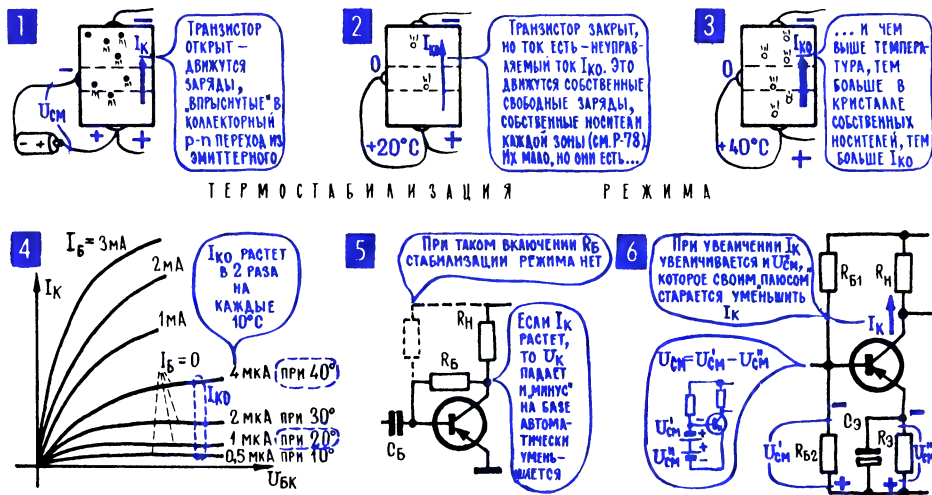 1
Транзистор
открыт –
движутся
заряды,
„впрыснутые" в
коллекторный
p-n переход из
эмиттерного
Iк
–
–
Uсм
– +
+
+
2
Транзистор закрыт,
но ток есть – неуправ-
ляемый ток Iко. Это
движутся собственные
свободные заряды,
собственные носители
каждой зоны (см. Р-78).
Их мало, но они есть...
–
Iко
0
+20°С
+
3
... и чем
выше темпера-
тура, тем
больше в
кристалле
собственных
носителей, тем
больше Iко
–
Iко
0
+40°С
+
ТЕРМОСТАБИЛИЗАЦИЯ РЕЖИМА
4
Iк
Iб = 3мА
2мА
1мА
Iб = 0
Iко растет
в 2 раза
на
каждые
10°С
4 мкА при 40°
Iко
2 мкА при 30°
1 мкА при 20°
0,5 мкА при 10°
Uбк
5
При таком включении Rб
стабилизации режима нет
Rн
Rб
Сб
Если Iк
растет,
то Uк
падает
и „минус"
на базе
автома-
тически
умень-
шается
6
При увеличении Iк
увеличивается и U"см,
которое своим „плюсом"
старается уменьшить
Iк
Rб1
Rн
Iк
Uсм=U'см – U"см
U'см
U"см
–
+
+
–
–
–
Сэ
U'см
Rб2
Rэ
U"см
+
+